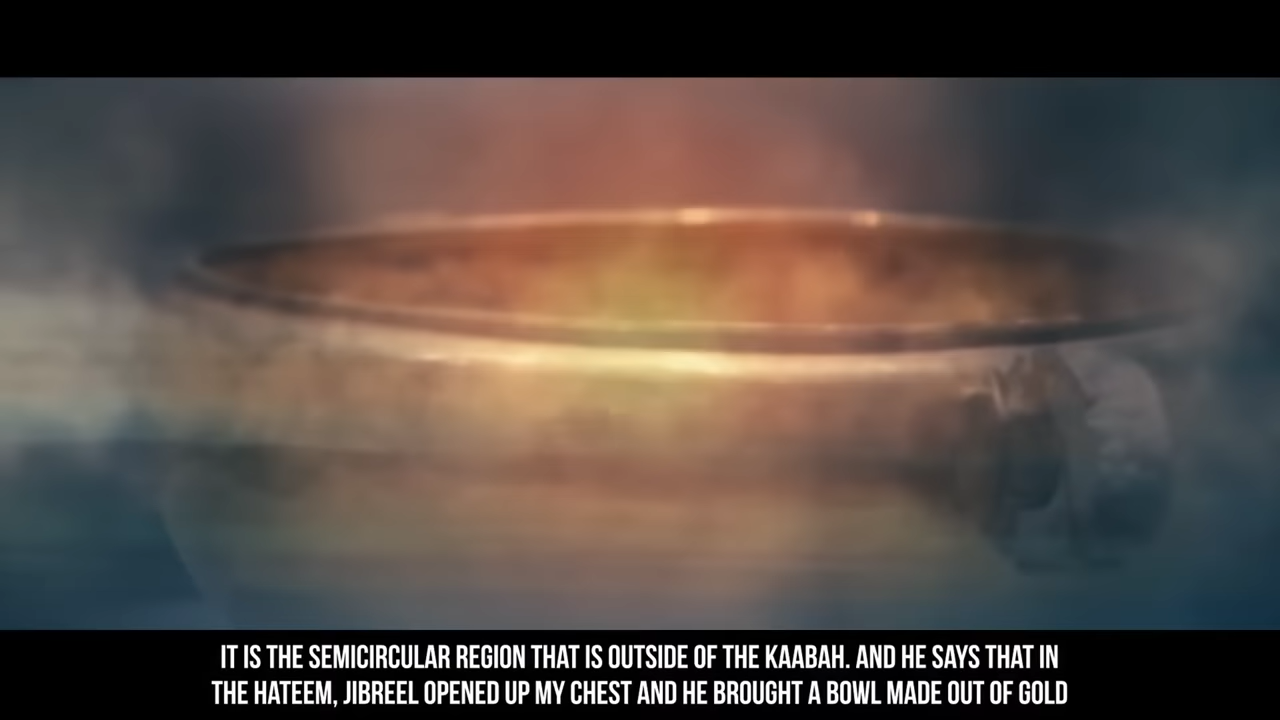 IT IS THE SEMICIRCULAR REGION THAT IS OUTSIDE OF THE KAABAH. AND HE SAYS THAT IN
THE HATEEM, JIBREEL OPENED UP MY CHEST AND HE BROUGHT A BOWL MADE OUT OF GOLD